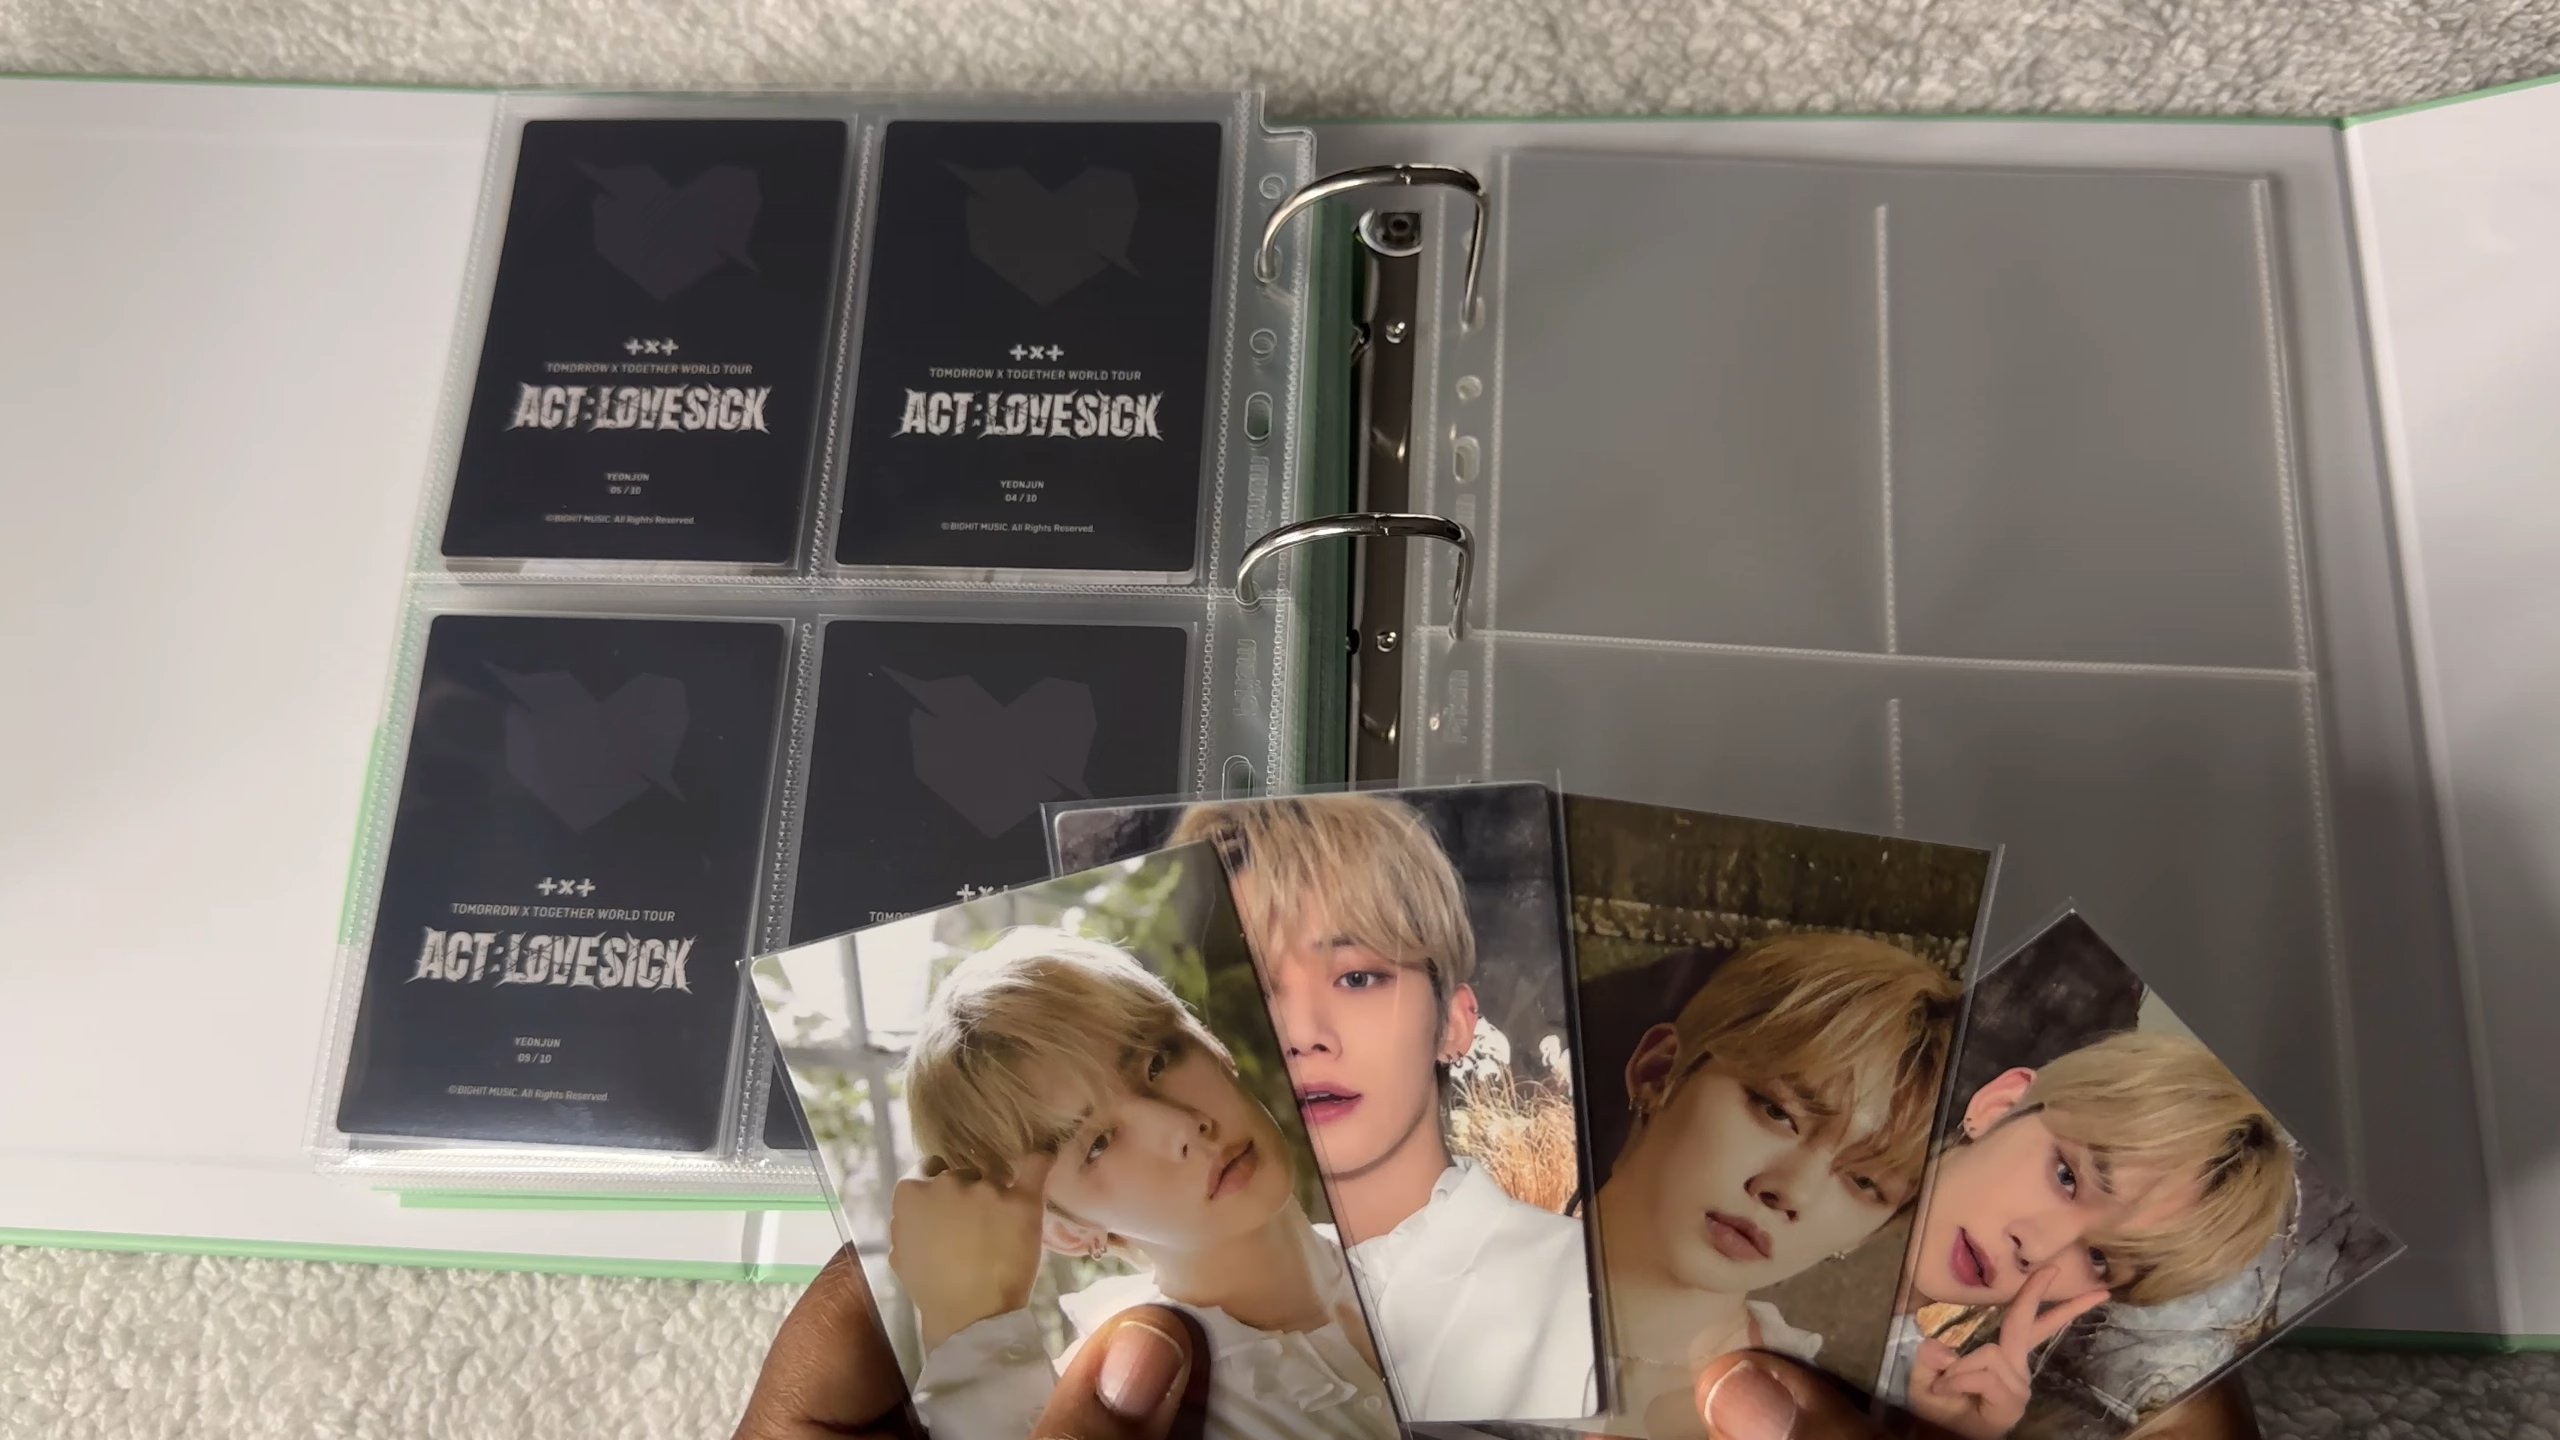 +x+
TOMORROW X TOGETHER WORLD TOUR
ACT:LOVESICK
YEONJUN
05 / 10
©BIGHIT MUSIC. All Rights Reserved.
+x+
TOMORROW X TOGETHER WORLD TOUR
ACT:LOVESICK
YEONJUN
04 / 10
©BIGHIT MUSIC. All Rights Reserved.
+x+
TOMORROW X TOGETHER WORLD TOUR
ACT:LOVESICK
YEONJUN
09 / 10
©BIGHIT MUSIC. All Rights Reserved.
+x+